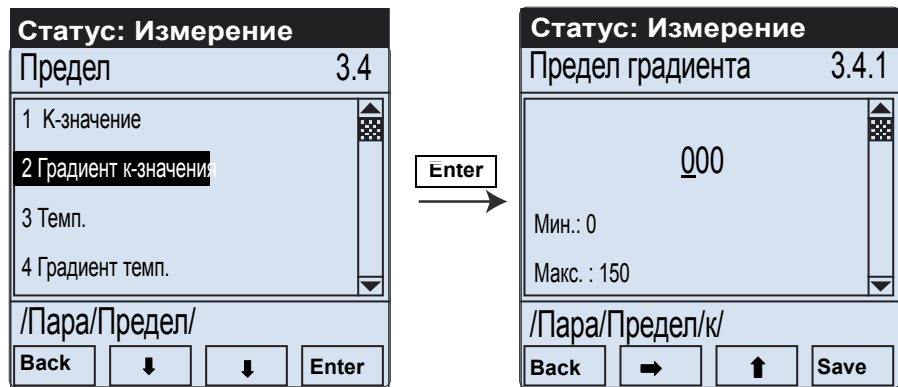 Статус: Измерение
Предел 3.4
1 К-значение
2 Градиент к-значения
3 Темп.
4 Градиент темп.
/Пара/Предел/
Back ⬇ ⬇ Enter
Enter
Статус: Измерение
Предел градиента 3.4.1
000
Мин.: 0
Макс. : 150
/Пара/Предел/к/
Back ➡ ⬆ Save